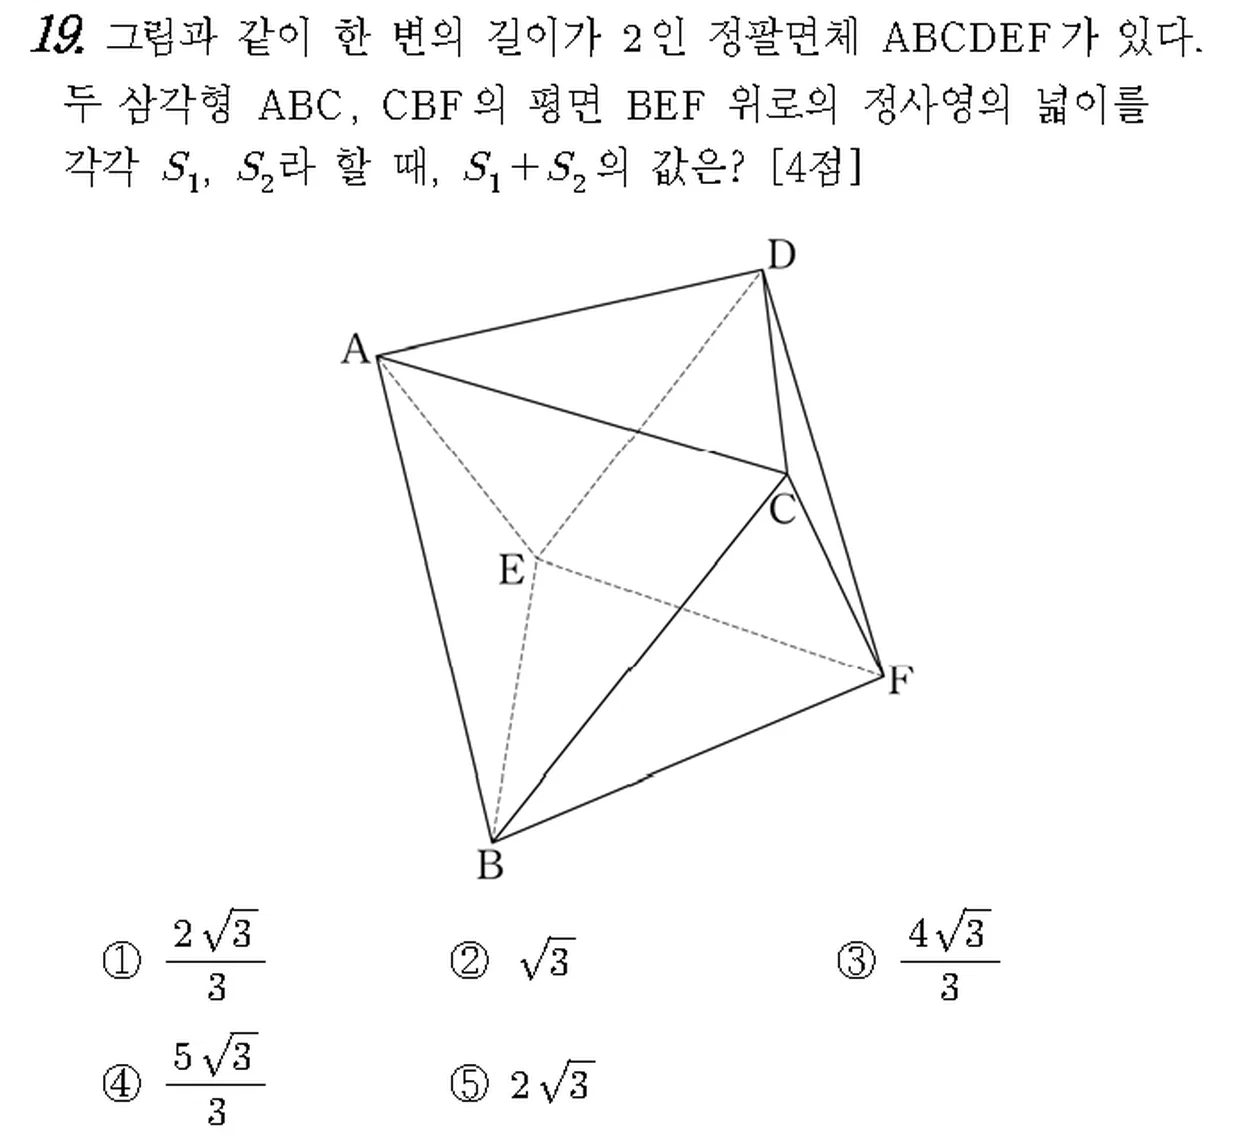 19. 그림과 같이 한 변의 길이가 2인 정팔면체 ABCDEF가 있다.
두 삼각형 ABC, CBF의 평면 BEF 위로의 정사영의 넓이를
각각 S₁, S₂라 할 때, S₁+S₂의 값은? [4점]
D
A
C
E
F
B
① 2√3/3 ② √3 ③ 4√3/3
④ 5√3/3 ⑤ 2√3